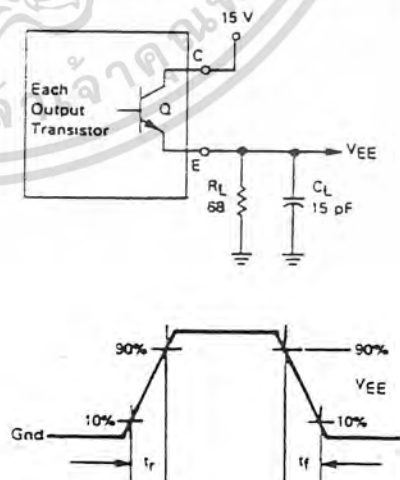 15 V
C
Each
Output
Transistor
Q
E
VEE
RL
68
CL
15 pF
90%
90%
VEE
10%
10%
Gnd
tr
tf